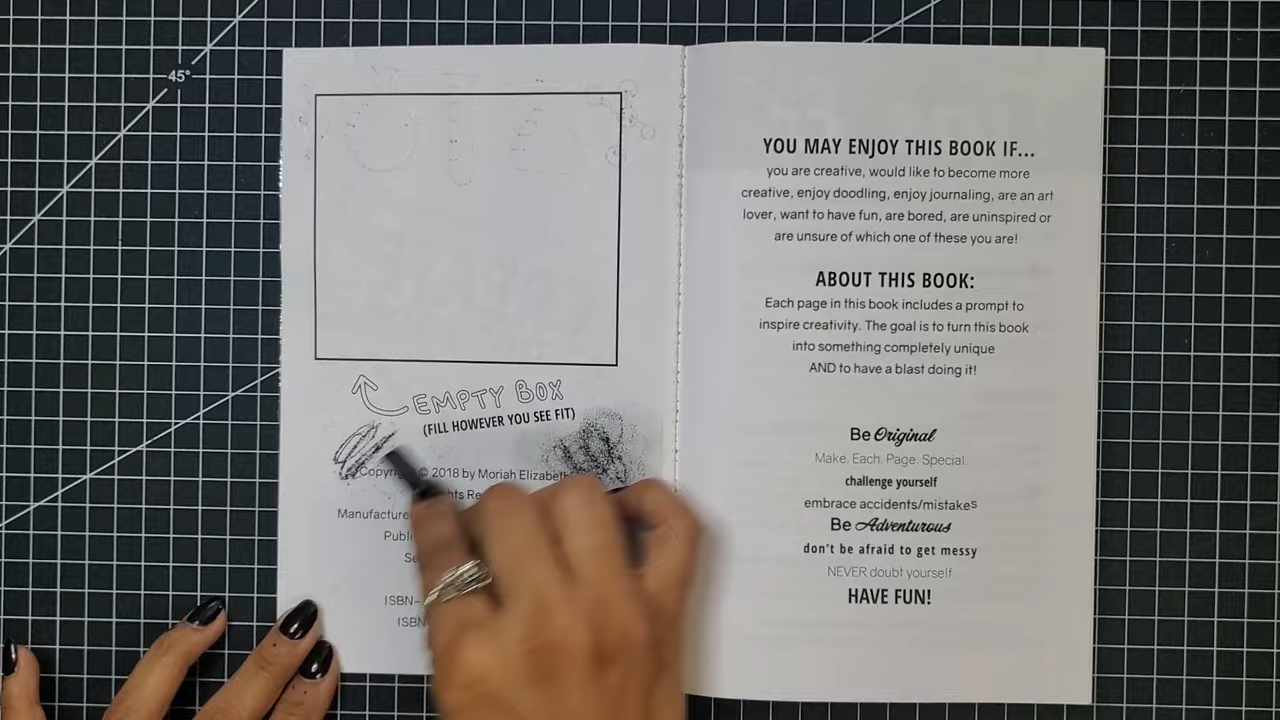 45°
EMPTY BOX
(FILL HOWEVER YOU SEE FIT)
Copyright © 2018 by Moriah Elizabeth
Manufacture
ISBN-
ISBN
YOU MAY ENJOY THIS BOOK IF...
you are creative, would like to become more
creative, enjoy doodling, enjoy journaling, are an art
lover, want to have fun, are bored, are uninspired or
are unsure of which one of these you are!
ABOUT THIS BOOK:
Each page in this book includes a prompt to
inspire creativity. The goal is to turn this book
into something completely unique
AND to have a blast doing it!
Be Original
Make. Each. Page. Special.
challenge yourself
embrace accidents/mistakes
Be Adventurous
don't be afraid to get messy
NEVER doubt yourself
HAVE FUN!